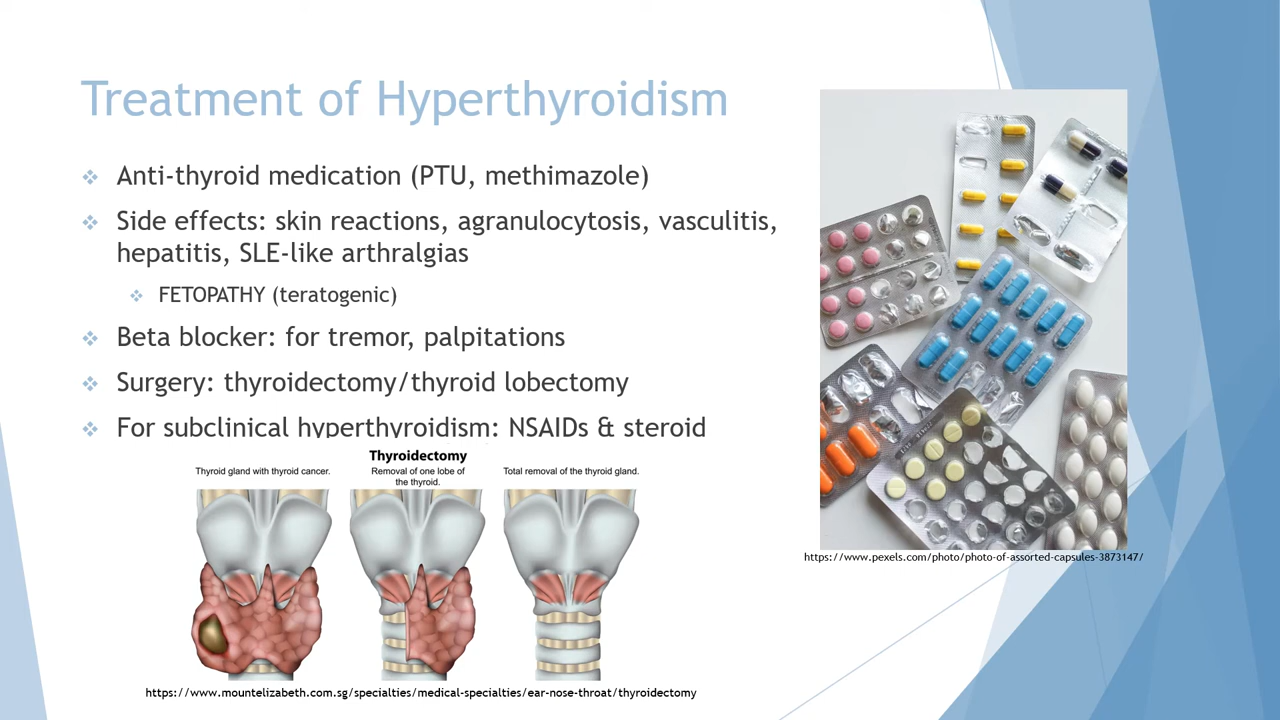 Treatment of Hyperthyroidism
Anti-thyroid medication (PTU, methimazole)
Side effects: skin reactions, agranulocytosis, vasculitis,
hepatitis, SLE-like arthralgias
FETOPATHY (teratogenic)
Beta blocker: for tremor, palpitations
Surgery: thyroidectomy/thyroid lobectomy
For subclinical hyperthyroidism: NSAIDs & steroid
Thyroidectomy
Thyroid gland with thyroid cancer.
Removal of one lobe of
the thyroid.
Total removal of the thyroid gland.
https://www.pexels.com/photo/photo-of-assorted-capsules-3873147/
https://www.mountelizabeth.com.sg/specialties/medical-specialties/ear-nose-throat/thyroidectomy